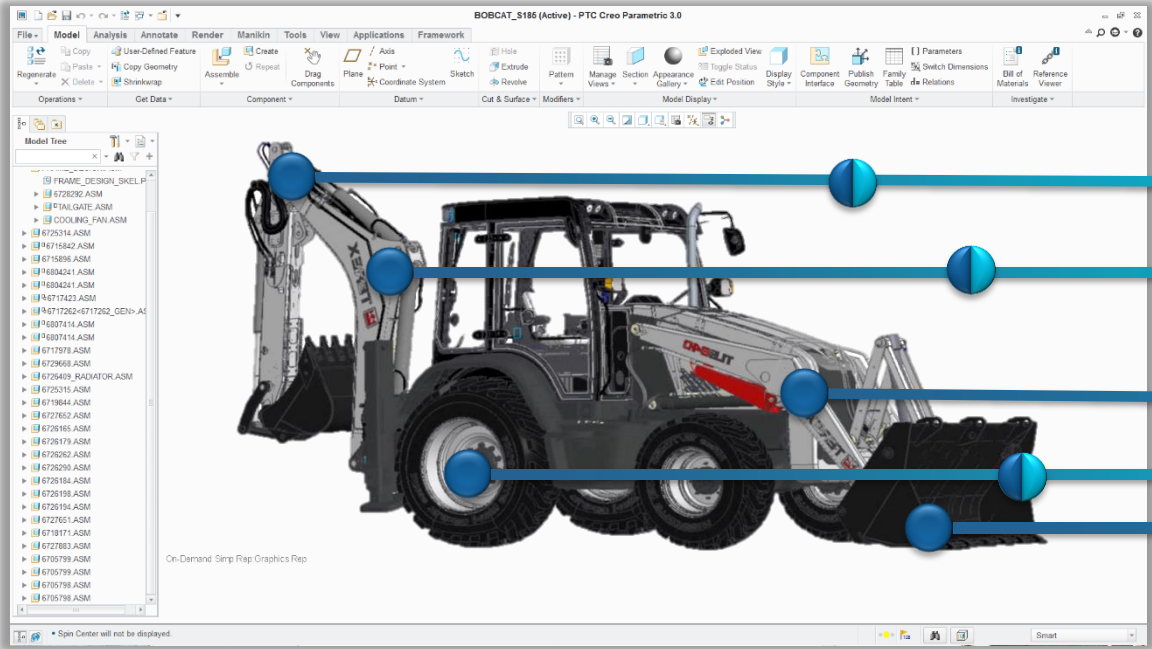 BOBCAT_S185 (Active) - PTC Creo Parametric 3.0
File Model Analysis Annotate Render Manikin Tools View Applications Framework
Regenerate
Copy
Paste
Delete
User-Defined Feature
Copy Geometry
Shrinkwrap
Assemble
Create
Repeat
Drag Components
Plane
Axis
Point
Coordinate System
Sketch
Hole
Extrude
Revolve
Pattern
Manage Views
Section
Appearance Gallery
Exploded View
Toggle Status
Edit Position
Display Style
Component Interface
Publish Geometry
Family Table
[ ] Parameters
Switch Dimensions
d= Relations
Bill of Materials
Reference Viewer
Operations Get Data Component Datum Cut & Surface Modifiers Model Display Model Intent Investigate
Model Tree
FRAME_DESIGN_SKEL.P
6728292.ASM
TAILGATE.ASM
COOLING_FAN.ASM
6725314.ASM
6715842.ASM
6715896.ASM
6804241.ASM
6804241.ASM
6717423.ASM
6717262<6717262_GEN>.AS
6807414.ASM
6807414.ASM
6717978.ASM
6729668.ASM
6726409_RADIATOR.ASM
6725315.ASM
6719844.ASM
6727652.ASM
6726165.ASM
6726179.ASM
6726262.ASM
6726290.ASM
6726184.ASM
6726198.ASM
6726194.ASM
6727651.ASM
6718171.ASM
6727883.ASM
6705799.ASM
6705799.ASM
6705798.ASM
6705798.ASM
On-Demand Simp Rep:Graphics Rep
Spin Center will not be displayed.
Smart